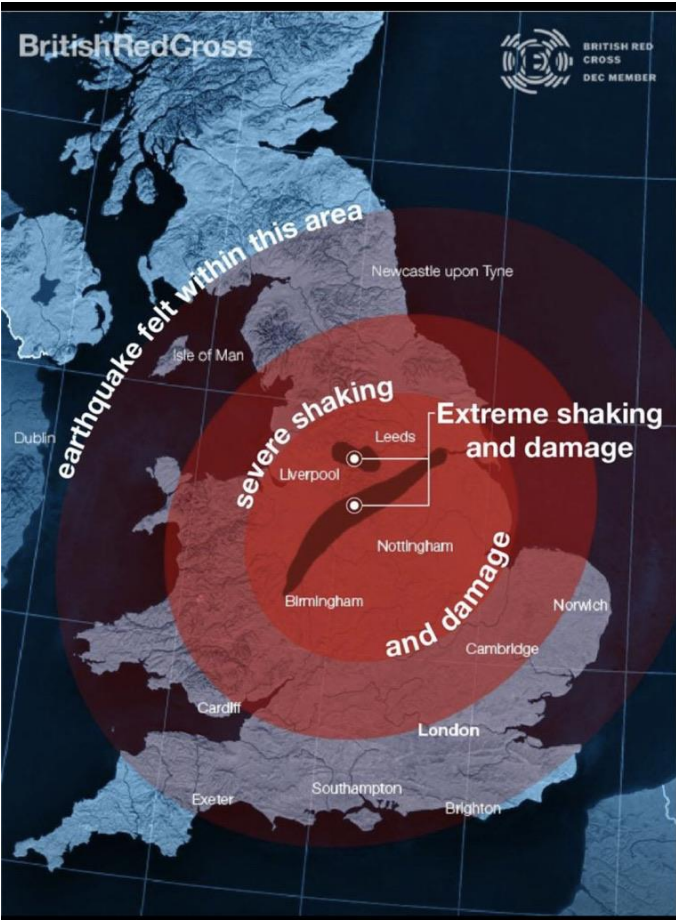 BritishRedCross
BRITISH RED
CROSS
DEC MEMBER
earthquake felt within this area
Newcastle upon Tyne
Isle of Man
severe shaking
Extreme shaking
and damage
Leeds
Dublin
Liverpool
Nottingham
and damage
Birmingham
Norwich
Cambridge
Cardiff
London
Southampton
Exeter
Brighton